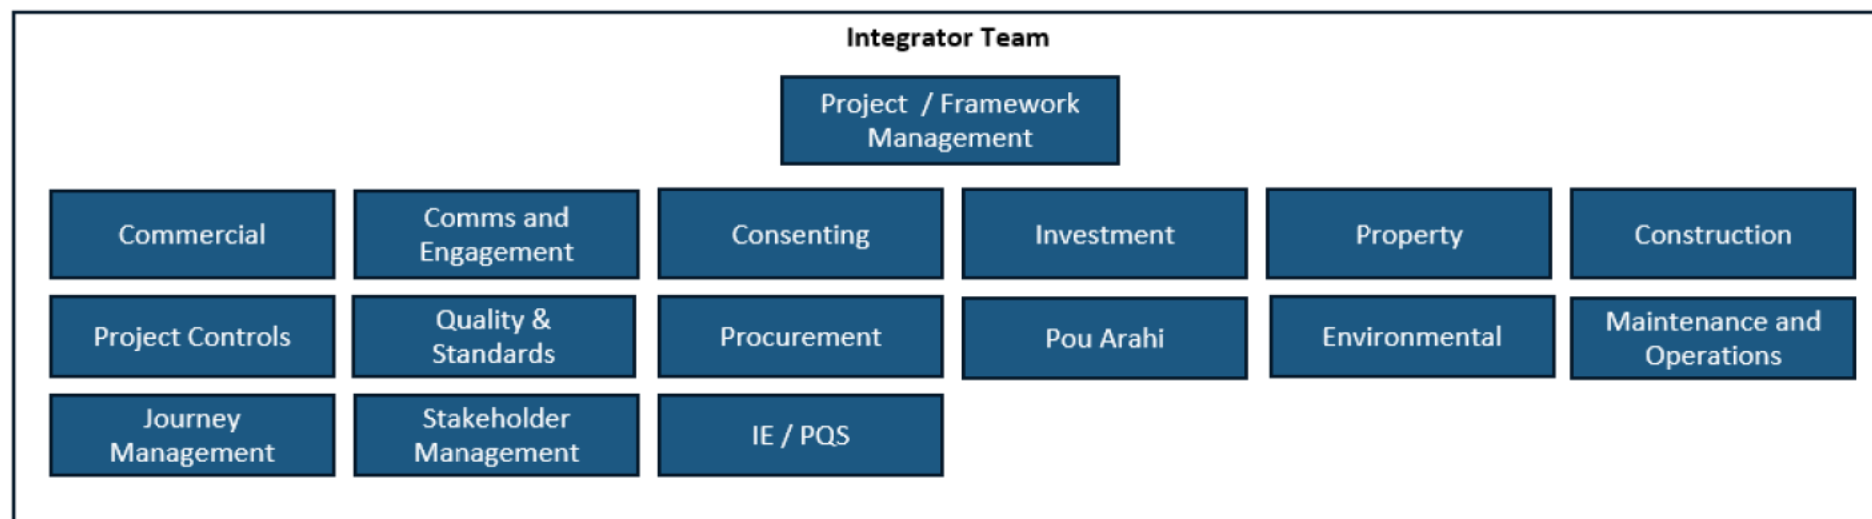 Integrator Team
Project / Framework
Management
Commercial
Comms and
Engagement
Consenting
Investment
Property
Construction
Project Controls
Quality &
Standards
Procurement
Pou Arahi
Environmental
Maintenance and
Operations
Journey
Management
Stakeholder
Management
IE / PQS